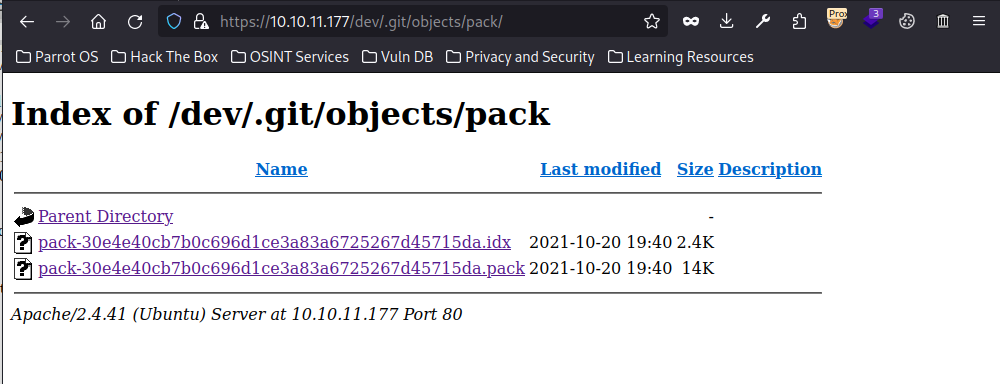 https://10.10.11.177/dev/.git/objects/pack/
Prox 3
Parrot OS Hack The Box OSINT Services Vuln DB Privacy and Security Learning Resources
Index of /dev/.git/objects/pack
Name Last modified Size Description
Parent Directory -
pack-30e4e40cb7b0c696d1ce3a83a6725267d45715da.idx 2021-10-20 19:40 2.4K
pack-30e4e40cb7b0c696d1ce3a83a6725267d45715da.pack 2021-10-20 19:40 14K
Apache/2.4.41 (Ubuntu) Server at 10.10.11.177 Port 80